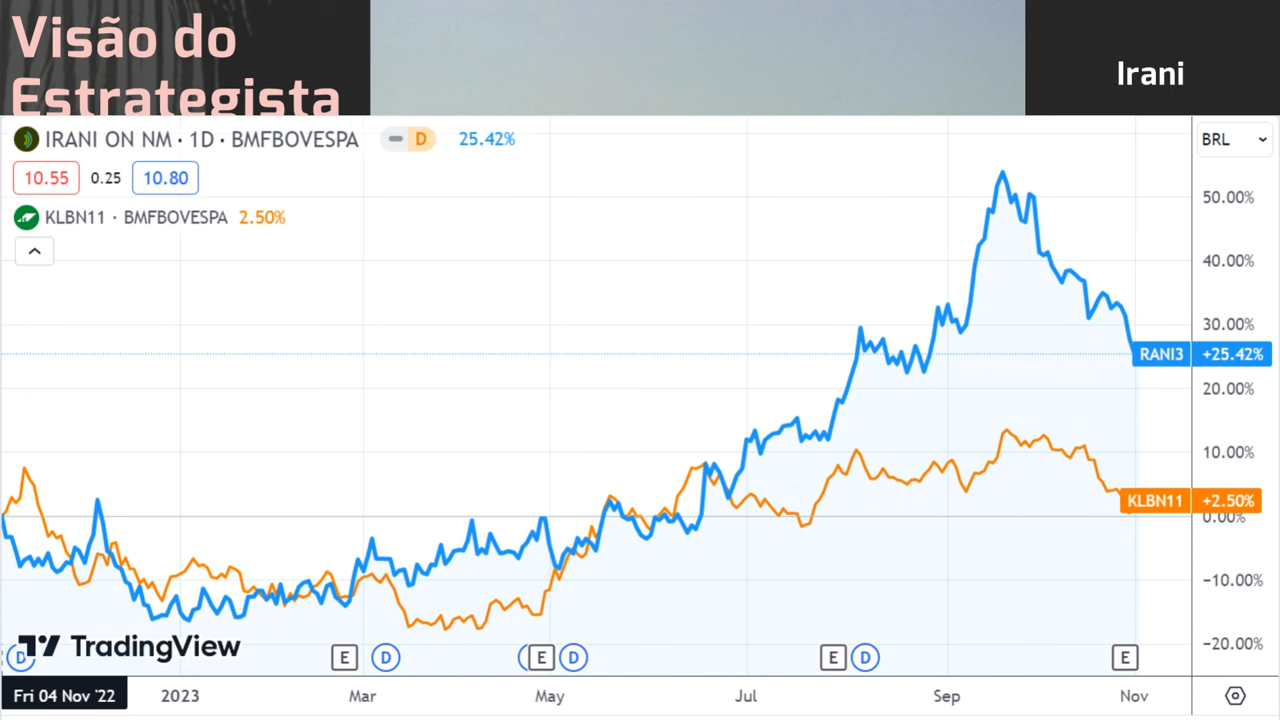 Visão do
Estrategista
Irani
IRANI ON NM · 1D · BMFBOVESPA D 25.42%
BRL
10.55 0.25 10.80
KLBN11 · BMFBOVESPA 2.50%
50.00%
40.00%
30.00%
RANI3 +25.42%
20.00%
10.00%
KLBN11 +2.50%
0.00%
−10.00%
−20.00%
D E D E D E D E
TradingView
Fri 04 Nov '22 2023 Mar May Jul Sep Nov